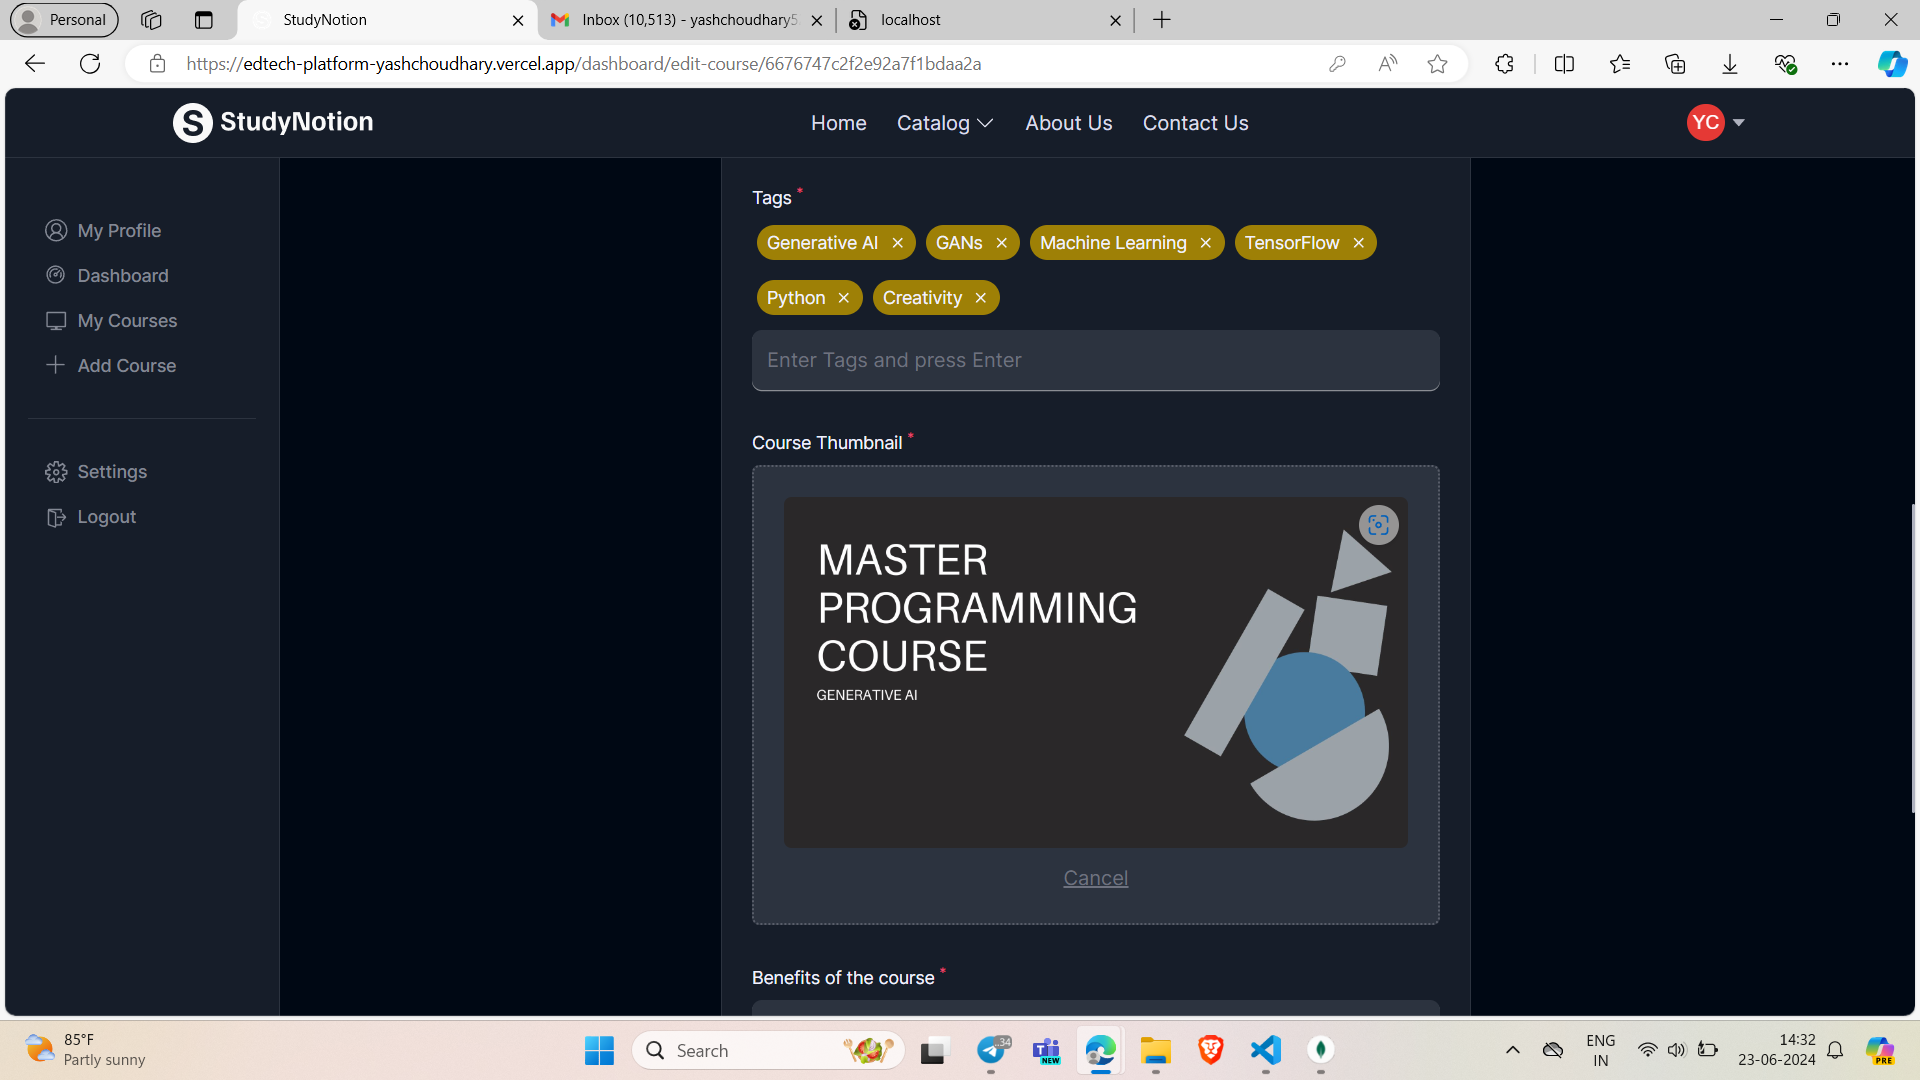 Personal
StudyNotion
Inbox (10,513) - yashchoudhary5
localhost
https://edtech-platform-yashchoudhary.vercel.app/dashboard/edit-course/6676747c2f2e92a7f1bdaa2a
StudyNotion
Home
Catalog
About Us
Contact Us
YC
My Profile
Dashboard
My Courses
Add Course
Settings
Logout
Tags *
Generative AI
GANs
Machine Learning
TensorFlow
Python
Creativity
Enter Tags and press Enter
Course Thumbnail *
MASTER
PROGRAMMING
COURSE
GENERATIVE AI
Cancel
Benefits of the course *
85°F
Partly sunny
Search
..34
NEW
ENG
IN
14:32
23-06-2024
PRE